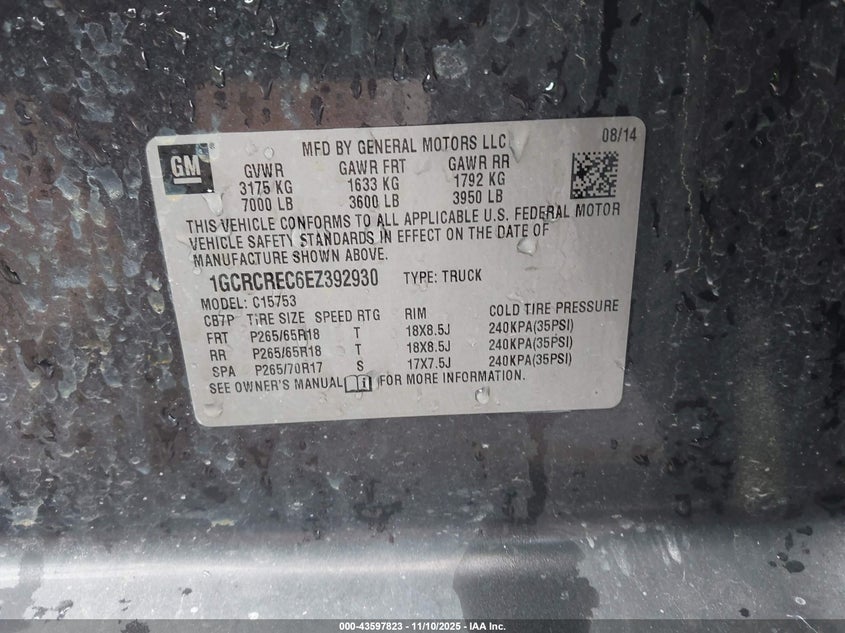 GM
MFD BY GENERAL MOTORS LLC 08/14
GVWR GAWR FRT GAWR RR
3175 KG 1633 KG 1792 KG
7000 LB 3600 LB 3950 LB
THIS VEHICLE CONFORMS TO ALL APPLICABLE U.S. FEDERAL MOTOR
VEHICLE SAFETY STANDARDS IN EFFECT ON THE DATE OF
MANUFACTURE SHOWN ABOVE.
1GCRCREC6EZ392930 TYPE: TRUCK
MODEL: C15753
CB7P TIRE SIZE SPEED RTG RIM COLD TIRE PRESSURE
FRT P265/65R18 T 18X8.5J 240KPA(35PSI)
RR P265/65R18 T 18X8.5J 240KPA(35PSI)
SPA P265/70R17 S 17X7.5J 240KPA(35PSI)
SEE OWNER'S MANUAL FOR MORE INFORMATION.
000-43597823 - 11/10/2025 - IAA Inc.